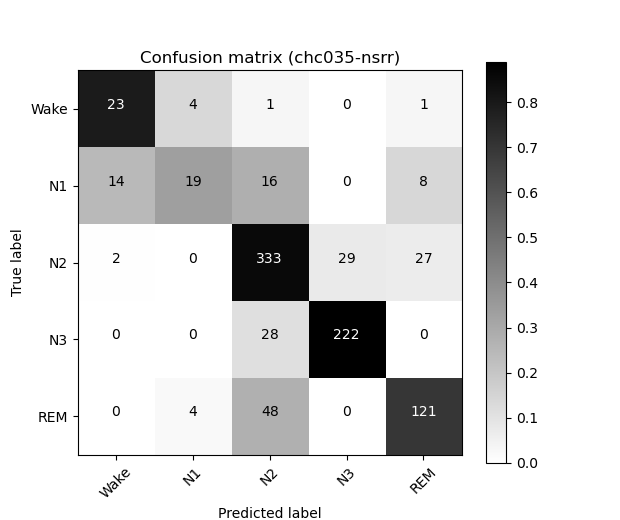 Confusion matrix (chc035-nsrr)
Wake 23 4 1 0 1
N1 14 19 16 0 8
N2 2 0 333 29 27
N3 0 0 28 222 0
REM 0 4 48 0 121
Wake N1 N2 N3 REM
Predicted label
True label
0.8
0.7
0.6
0.5
0.4
0.3
0.2
0.1
0.0